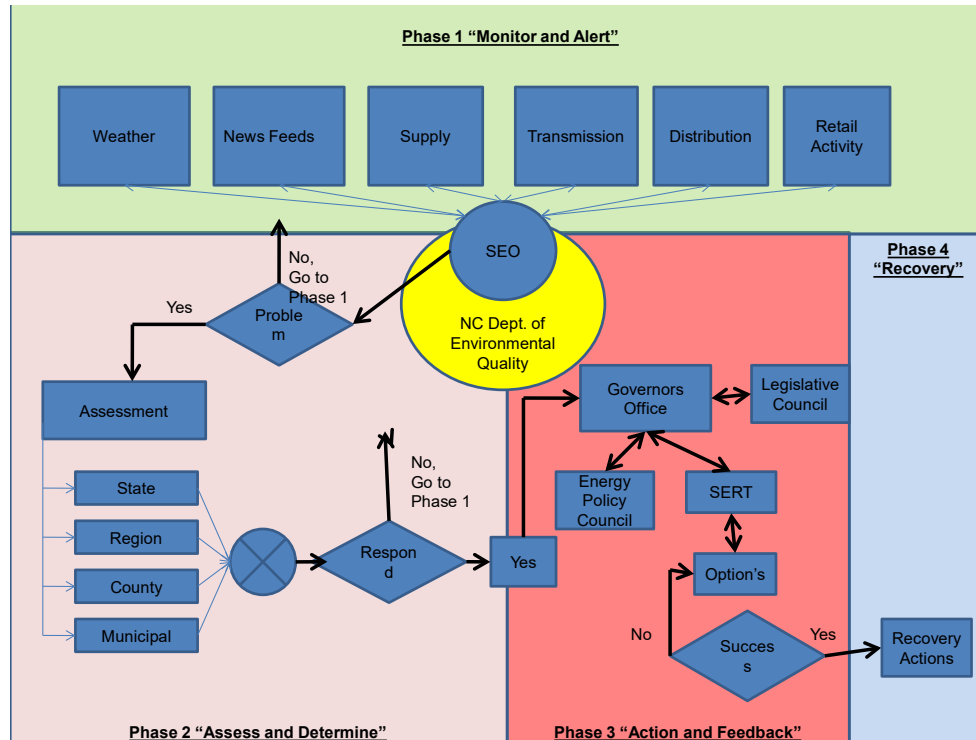 Phase 1 “Monitor and Alert”
Weather
News Feeds
Supply
Transmission
Distribution
Retail
Activity
SEO
NC Dept. of
Environmental
Quality
No,
Go to
Phase 1
Yes
Proble
m
Assessment
State
Region
County
Municipal
No,
Go to
Phase 1
Respon
d
Yes
Phase 2 “Assess and Determine”
Governors
Office
Legislative
Council
Energy
Policy
Council
SERT
Option’s
No
Succes
s
Yes
Phase 3 “Action and Feedback”
Phase 4
“Recovery”
Recovery
Actions